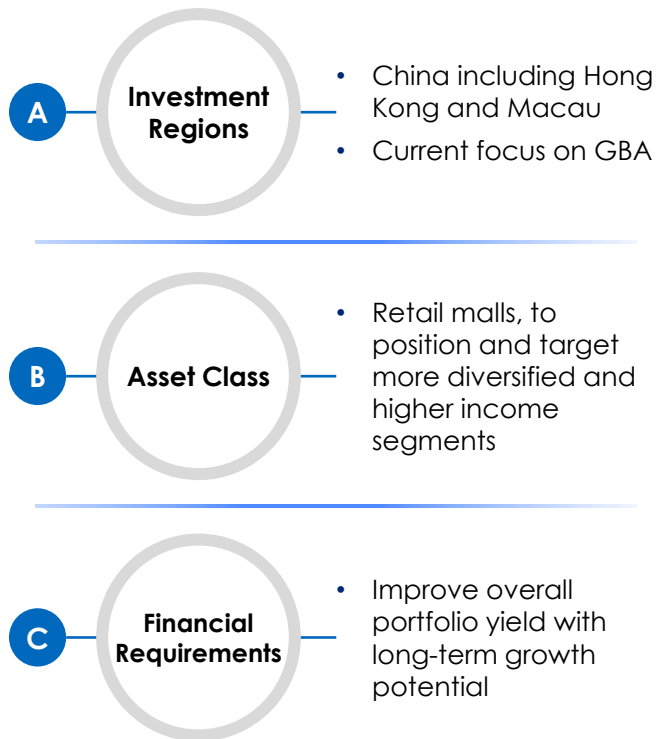 A
Investment
Regions
• China including Hong
Kong and Macau
• Current focus on GBA
B
Asset Class
• Retail malls, to
position and target
more diversified and
higher income
segments
C
Financial
Requirements
• Improve overall
portfolio yield with
long-term growth
potential